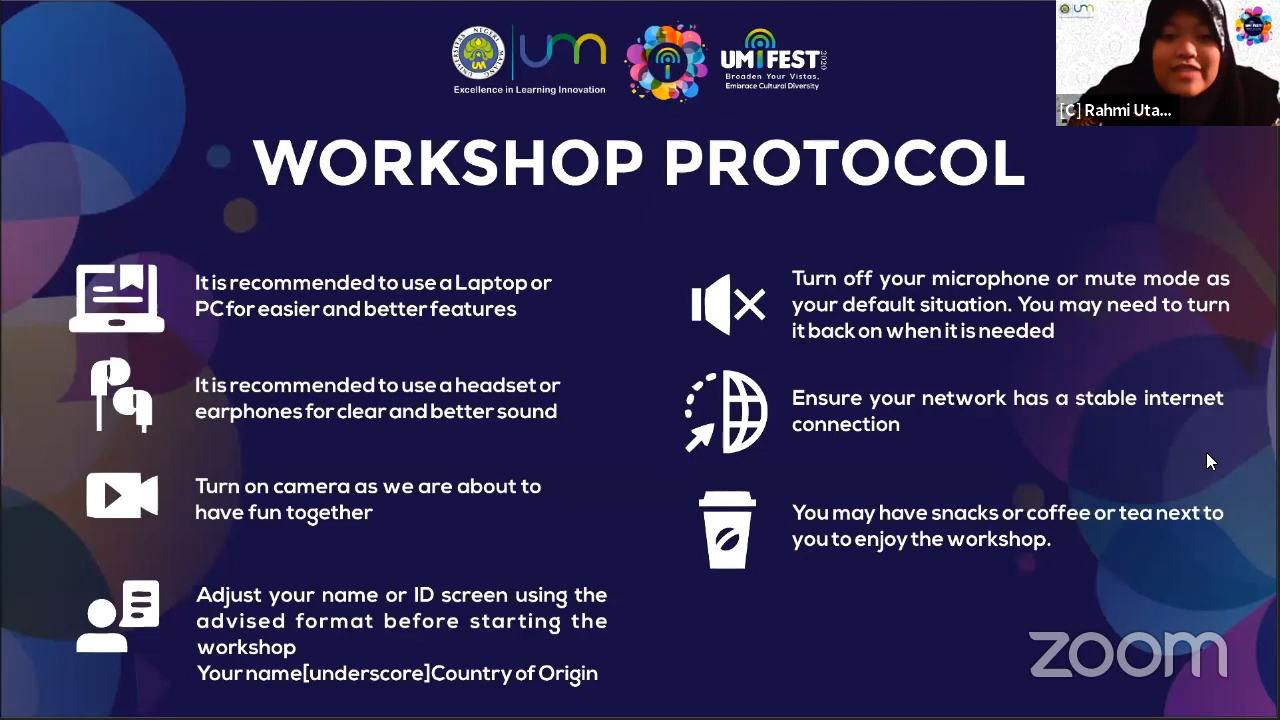 um
Excellence in Learning Innovation
UMiFEST 2020
Broaden Your Vistas,
Embrace Cultural Diversity
[C] Rahmi Uta...
WORKSHOP PROTOCOL
It is recommended to use a Laptop or
PC for easier and better features
It is recommended to use a headset or
earphones for clear and better sound
Turn on camera as we are about to
have fun together
Adjust your name or ID screen using the
advised format before starting the
workshop
Your name[underscore]Country of Origin
Turn off your microphone or mute mode as
your default situation. You may need to turn
it back on when it is needed
Ensure your network has a stable internet
connection
You may have snacks or coffee or tea next to
you to enjoy the workshop.
zoom